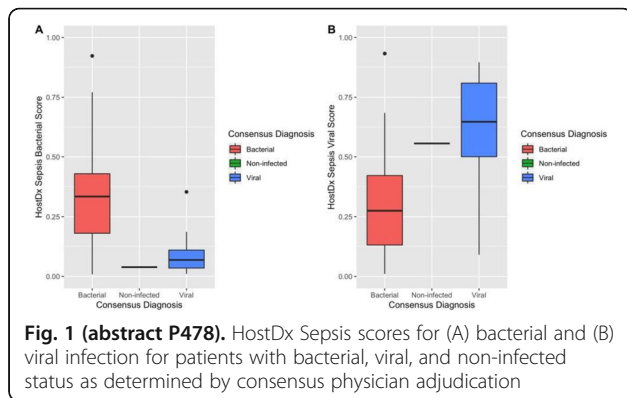 A
B
HostDx Sepsis Bacterial Score
1.00
0.75
0.50
0.25
0.00
Bacterial
Non-infected
Viral
Consensus Diagnosis
Consensus Diagnosis
Bacterial
Non-infected
Viral
HostDx Sepsis Viral Score
1.00
0.75
0.50
0.25
0.00
Bacterial
Non-infected
Viral
Consensus Diagnosis
Consensus Diagnosis
Bacterial
Non-infected
Viral
Fig. 1 (abstract P478). HostDx Sepsis scores for (A) bacterial and (B)
viral infection for patients with bacterial, viral, and non-infected
status as determined by consensus physician adjudication